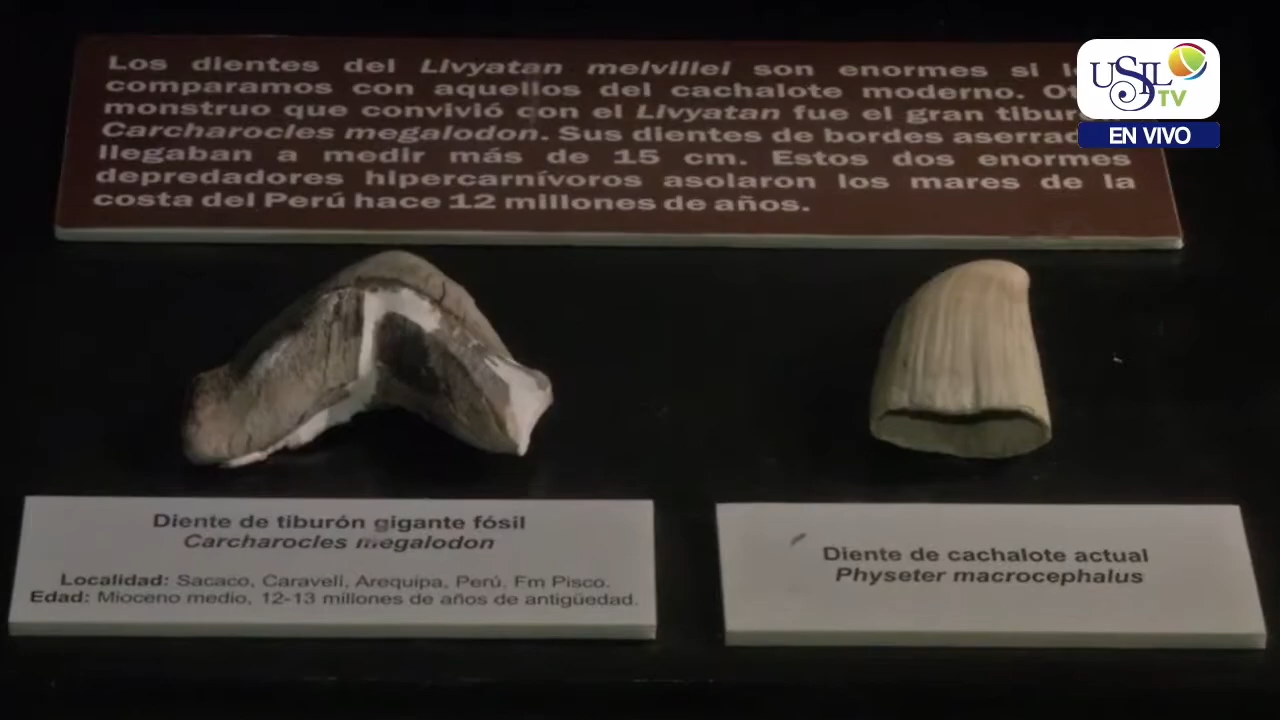 Los dientes del Livyatan melvillei son enormes si
comparamos con aquellos del cachalote moderno.
monstruo que convivió con el Livyatan fue el gran
Carcharocles megalodon. Sus dientes de bordes
llegaban a medir más de 15 cm. Estos dos enormes
depredadores hipercarnívoros asolaron los mares de la
costa del Perú hace 12 millones de años.
USIL
TV
EN VIVO
Diente de tiburón gigante fósil
Carcharocles megalodon
Localidad: Sacaco, Caravelí, Arequipa, Perú. Fm Pisco.
Edad: Mioceno medio, 12-13 millones de años de antigüedad.
Diente de cachalote actual
Physeter macrocephalus